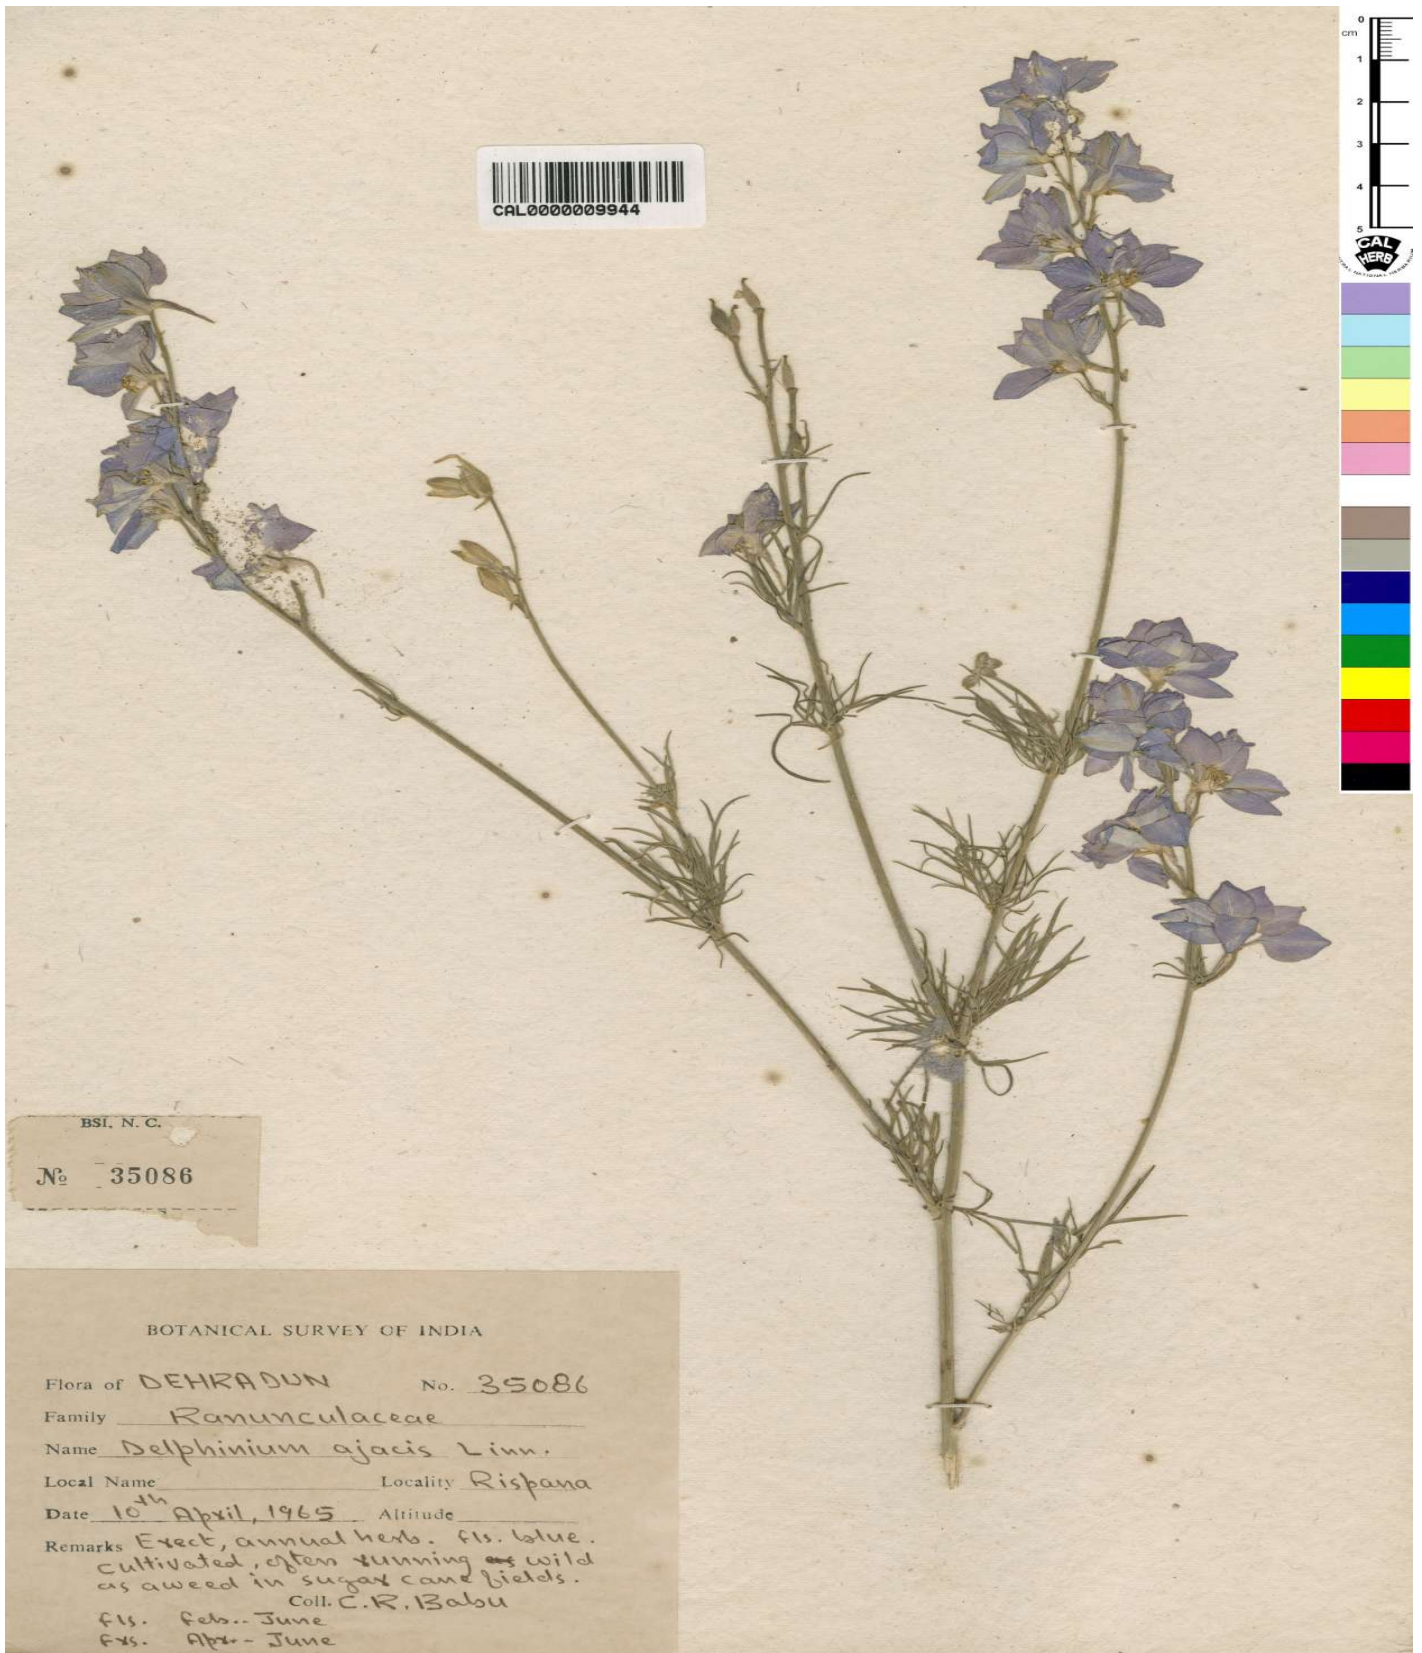 0
cm
1
2
3
4
5
CAL
HERB
CAL0000009944
BSI, N. C.
№ 35086
BOTANICAL SURVEY OF INDIA
Flora of DEHRADUN No. 35086
Family Ranunculaceae
Name Delphinium ajacis Linn.
Local Name Locality Rispana
Date 10th April, 1965 Altitude
Remarks Erect, annual herb. fls. blue.
cultivated, often running as wild
as a weed in sugar cane fields.
Coll. C.R. Babu
fls. Feb.- June
frs. Apr.- June